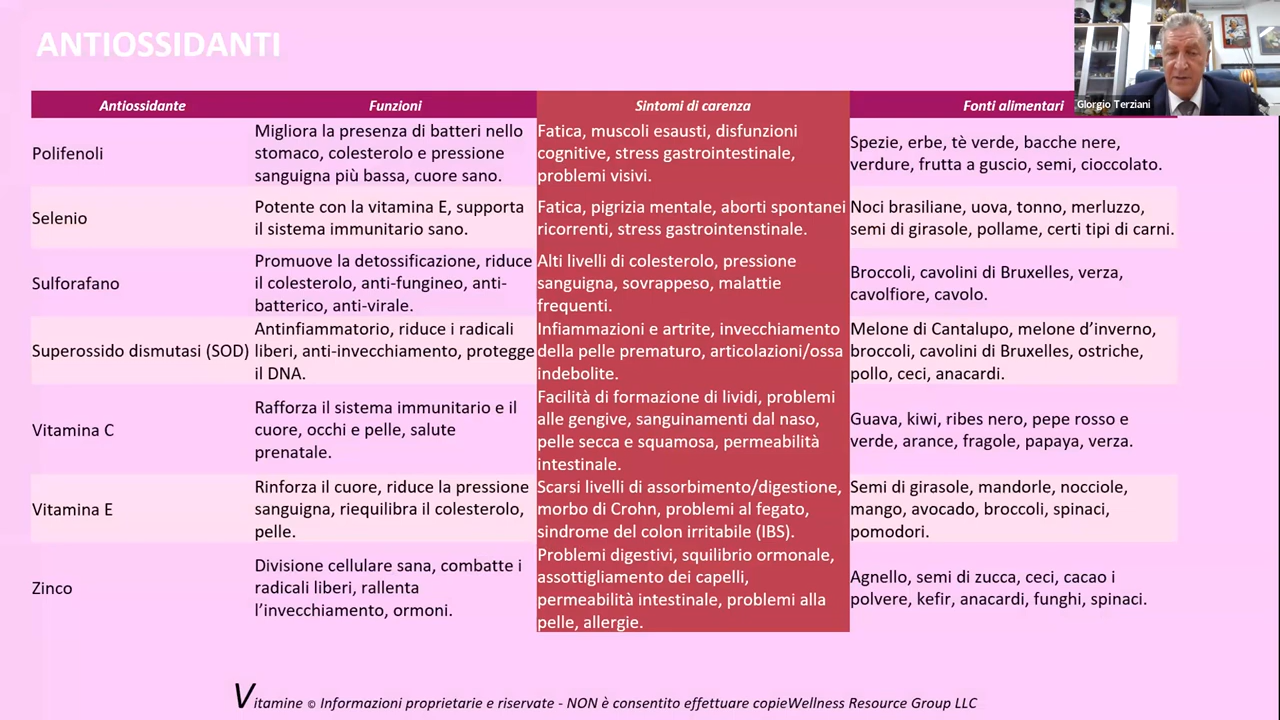 ANTIOSSIDANTI
Antiossidante Funzioni Sintomi di carenza Fonti alimentari
GIorgio Terziani
Polifenoli
Migliora la presenza di batteri nello
stomaco, colesterolo e pressione
sanguigna più bassa, cuore sano.
Fatica, muscoli esausti, disfunzioni
cognitive, stress gastrointestinale,
problemi visivi.
Spezie, erbe, tè verde, bacche nere,
verdure, frutta a guscio, semi, cioccolato.
Selenio
Potente con la vitamina E, supporta
il sistema immunitario sano.
Fatica, pigrizia mentale, aborti spontanei
ricorrenti, stress gastrointenstinale.
Noci brasiliane, uova, tonno, merluzzo,
semi di girasole, pollame, certi tipi di carni.
Sulforafano
Promuove la detossificazione, riduce
il colesterolo, anti-fungineo, anti-
batterico, anti-virale.
Alti livelli di colesterolo, pressione
sanguigna, sovrappeso, malattie
frequenti.
Broccoli, cavolini di Bruxelles, verza,
cavolfiore, cavolo.
Superossido dismutasi (SOD)
Antinfiammatorio, riduce i radicali
liberi, anti-invecchiamento, protegge
il DNA.
Infiammazioni e artrite, invecchiamento
della pelle prematuro, articolazioni/ossa
indebolite.
Melone di Cantalupo, melone d’inverno,
broccoli, cavolini di Bruxelles, ostriche,
pollo, ceci, anacardi.
Vitamina C
Rafforza il sistema immunitario e il
cuore, occhi e pelle, salute
prenatale.
Facilità di formazione di lividi, problemi
alle gengive, sanguinamenti dal naso,
pelle secca e squamosa, permeabilità
intestinale.
Guava, kiwi, ribes nero, pepe rosso e
verde, arance, fragole, papaya, verza.
Vitamina E
Rinforza il cuore, riduce la pressione
sanguigna, riequilibra il colesterolo,
pelle.
Scarsi livelli di assorbimento/digestione,
morbo di Crohn, problemi al fegato,
sindrome del colon irritabile (IBS).
Semi di girasole, mandorle, nocciole,
mango, avocado, broccoli, spinaci,
pomodori.
Zinco
Divisione cellulare sana, combatte i
radicali liberi, rallenta
l’invecchiamento, ormoni.
Problemi digestivi, squilibrio ormonale,
assottigliamento dei capelli,
permeabilità intestinale, problemi alla
pelle, allergie.
Agnello, semi di zucca, ceci, cacao i
polvere, kefir, anacardi, funghi, spinaci.
Vitamine © Informazioni proprietarie e riservate - NON è consentito effettuare copieWellness Resource Group LLC